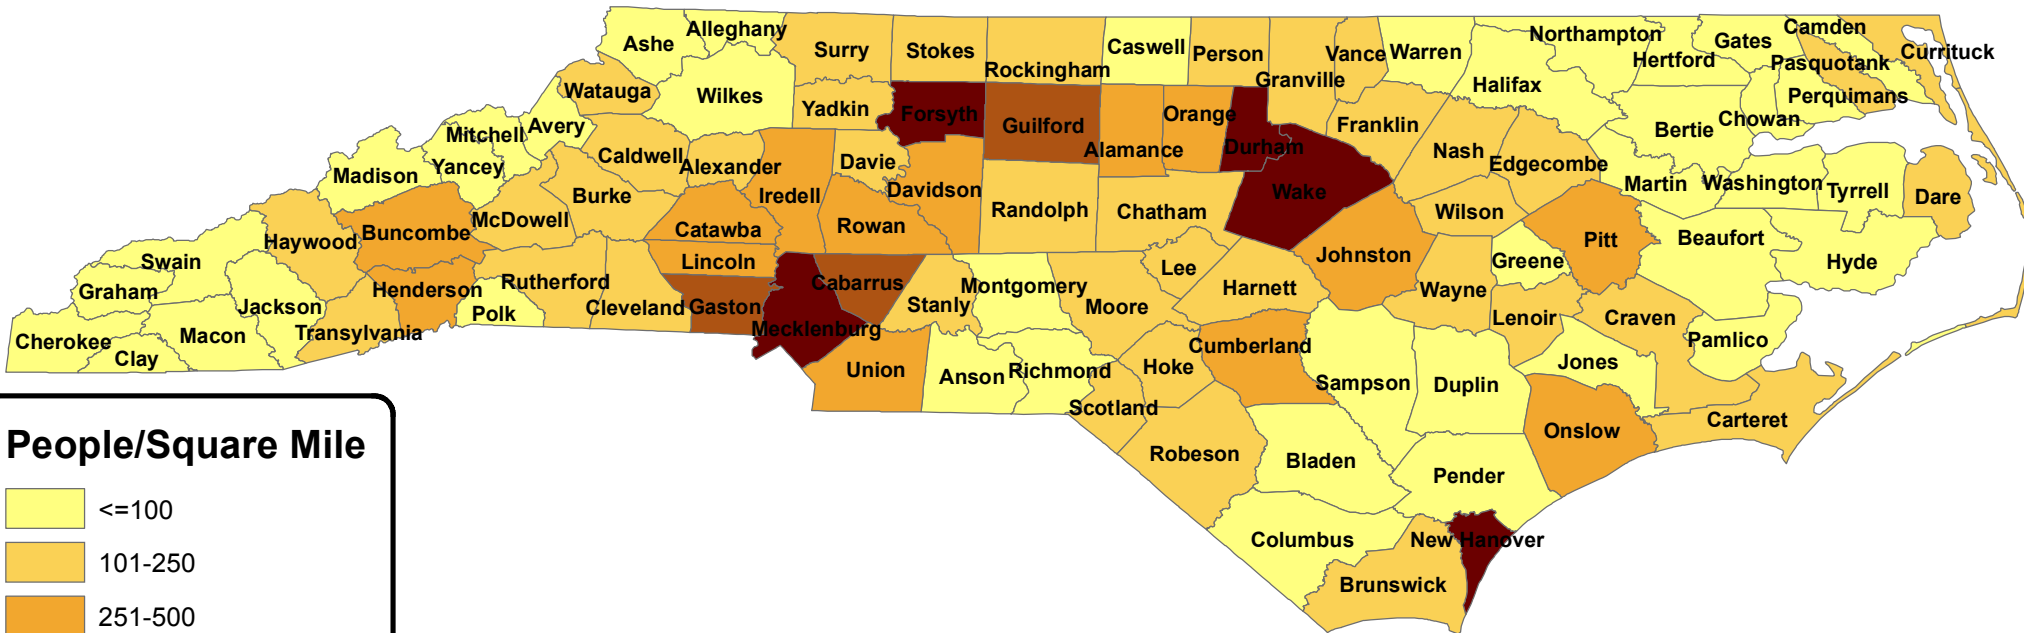 Ashe
Alleghany
Surry
Stokes
Rockingham
Caswell
Person
Granville
Vance
Warren
Northampton
Hertford
Gates
Camden
Pasquotank
Currituck
Watauga
Wilkes
Yadkin
Forsyth
Guilford
Alamance
Orange
Durham
Franklin
Halifax
Bertie
Chowan
Perquimans
Mitchell
Avery
Yancey
Madison
Caldwell
Alexander
Iredell
Davie
Davidson
Randolph
Chatham
Wake
Nash
Edgecombe
Martin
Washington
Tyrrell
Dare
Haywood
Buncombe
McDowell
Burke
Catawba
Rowan
Johnston
Wilson
Pitt
Beaufort
Hyde
Swain
Graham
Jackson
Henderson
Rutherford
Polk
Cleveland
Lincoln
Gaston
Cabarrus
Stanly
Montgomery
Moore
Lee
Harnett
Wayne
Greene
Lenoir
Craven
Pamlico
Cherokee
Clay
Macon
Transylvania
Mecklenburg
Union
Anson
Richmond
Scotland
Hoke
Cumberland
Sampson
Duplin
Jones
Onslow
Carteret
Robeson
Bladen
Pender
Columbus
New Hanover
Brunswick
People/Square Mile
<=100
101-250
251-500